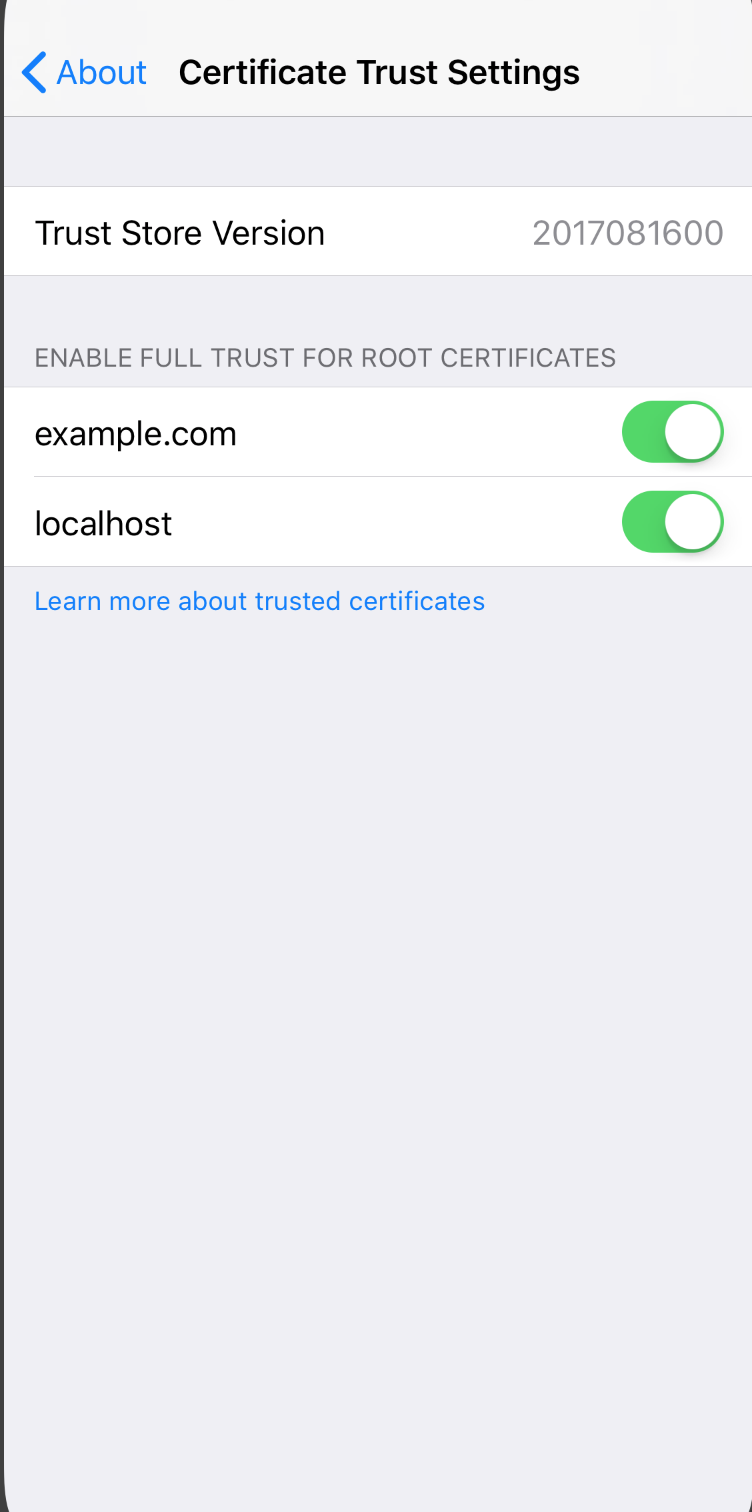 About Certificate Trust Settings
Trust Store Version 2017081600
ENABLE FULL TRUST FOR ROOT CERTIFICATES
example.com
localhost
Learn more about trusted certificates